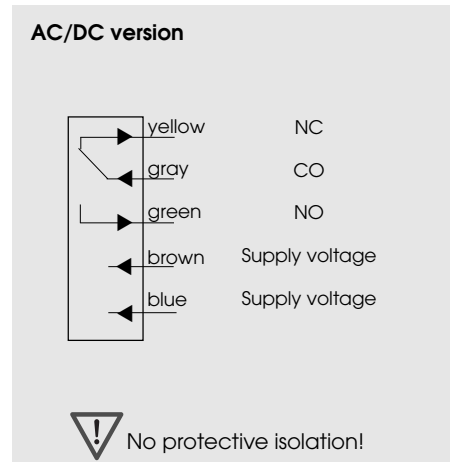 AC/DC version
yellow NC
gray CO
green NO
brown Supply voltage
blue Supply voltage
! No protective isolation!